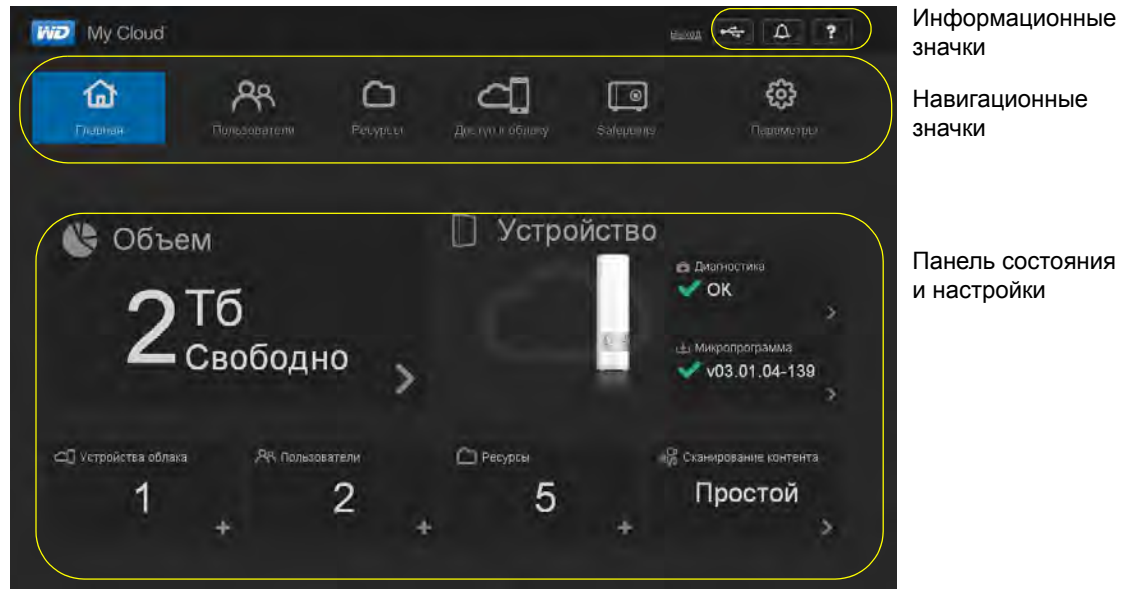 WD My Cloud
Выход
?
Информационные
значки
Главная
Пользователи
Ресурсы
Доступ к облаку
Safepoints
Параметры
Навигационные
значки
Объем
2 Тб
Свободно
Устройство
Диагностика
OK
Микропрограмма
v03.01.04-139
Панель состояния
и настройки
Устройства облака
1
Пользователи
2
Ресурсы
5
Сканирование контента
Простой